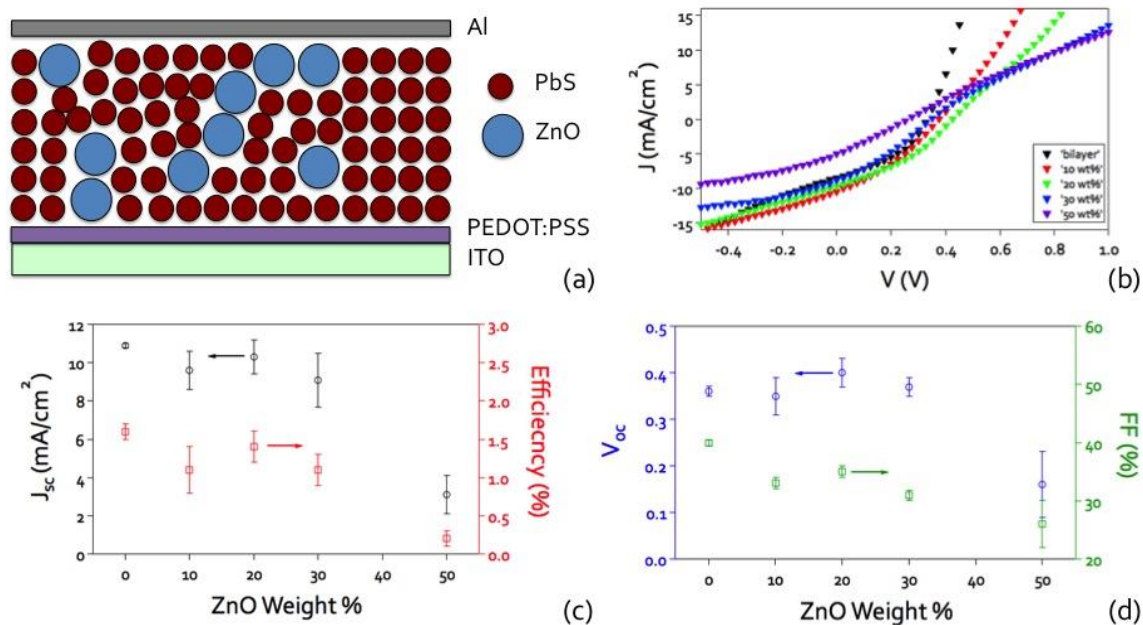 Al
PbS
ZnO
PEDOT:PSS
ITO
(a)
J (mA/cm²)
15
10
5
0
-5
-10
-15
'bilayer'
'10 wt%'
'20 wt%'
'30 wt%'
'50 wt%'
-0.4 -0.2 0.0 0.2 0.4 0.6 0.8 1.0
V (V)
(b)
Jsc (mA/cm²)
12
10
8
6
4
2
0
3.0
2.5
2.0
1.5
1.0
0.5
0.0
Efficiecncy (%)
0 10 20 30 40 50
ZnO Weight %
(c)
Voc
0.5
0.4
0.3
0.2
0.1
0.0
60
50
40
30
20
FF (%)
0 10 20 30 40 50
ZnO Weight %
(d)